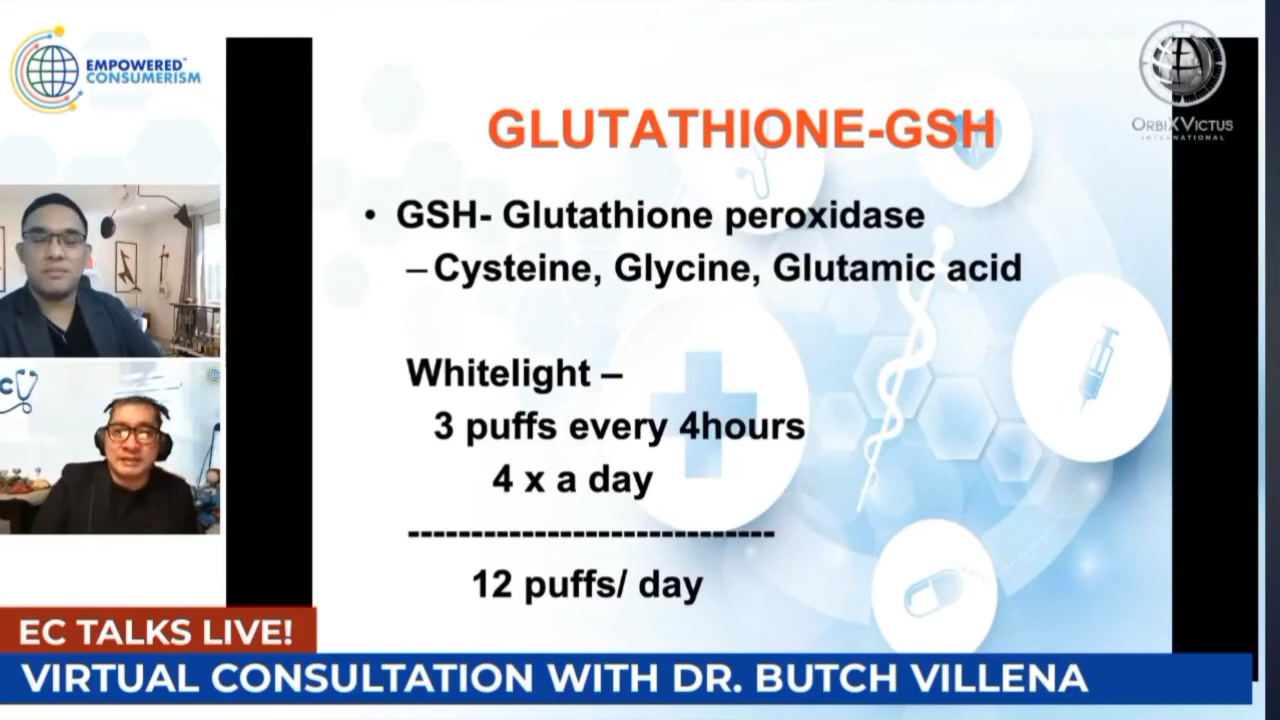 EMPOWERED™
CONSUMERISM
ORBIXVICTUS
INTERNATIONAL
GLUTATHIONE-GSH
• GSH- Glutathione peroxidase
–Cysteine, Glycine, Glutamic acid
Whitelight –
3 puffs every 4hours
4 x a day
-----------------------------
12 puffs/ day
EC TALKS LIVE!
VIRTUAL CONSULTATION WITH DR. BUTCH VILLENA